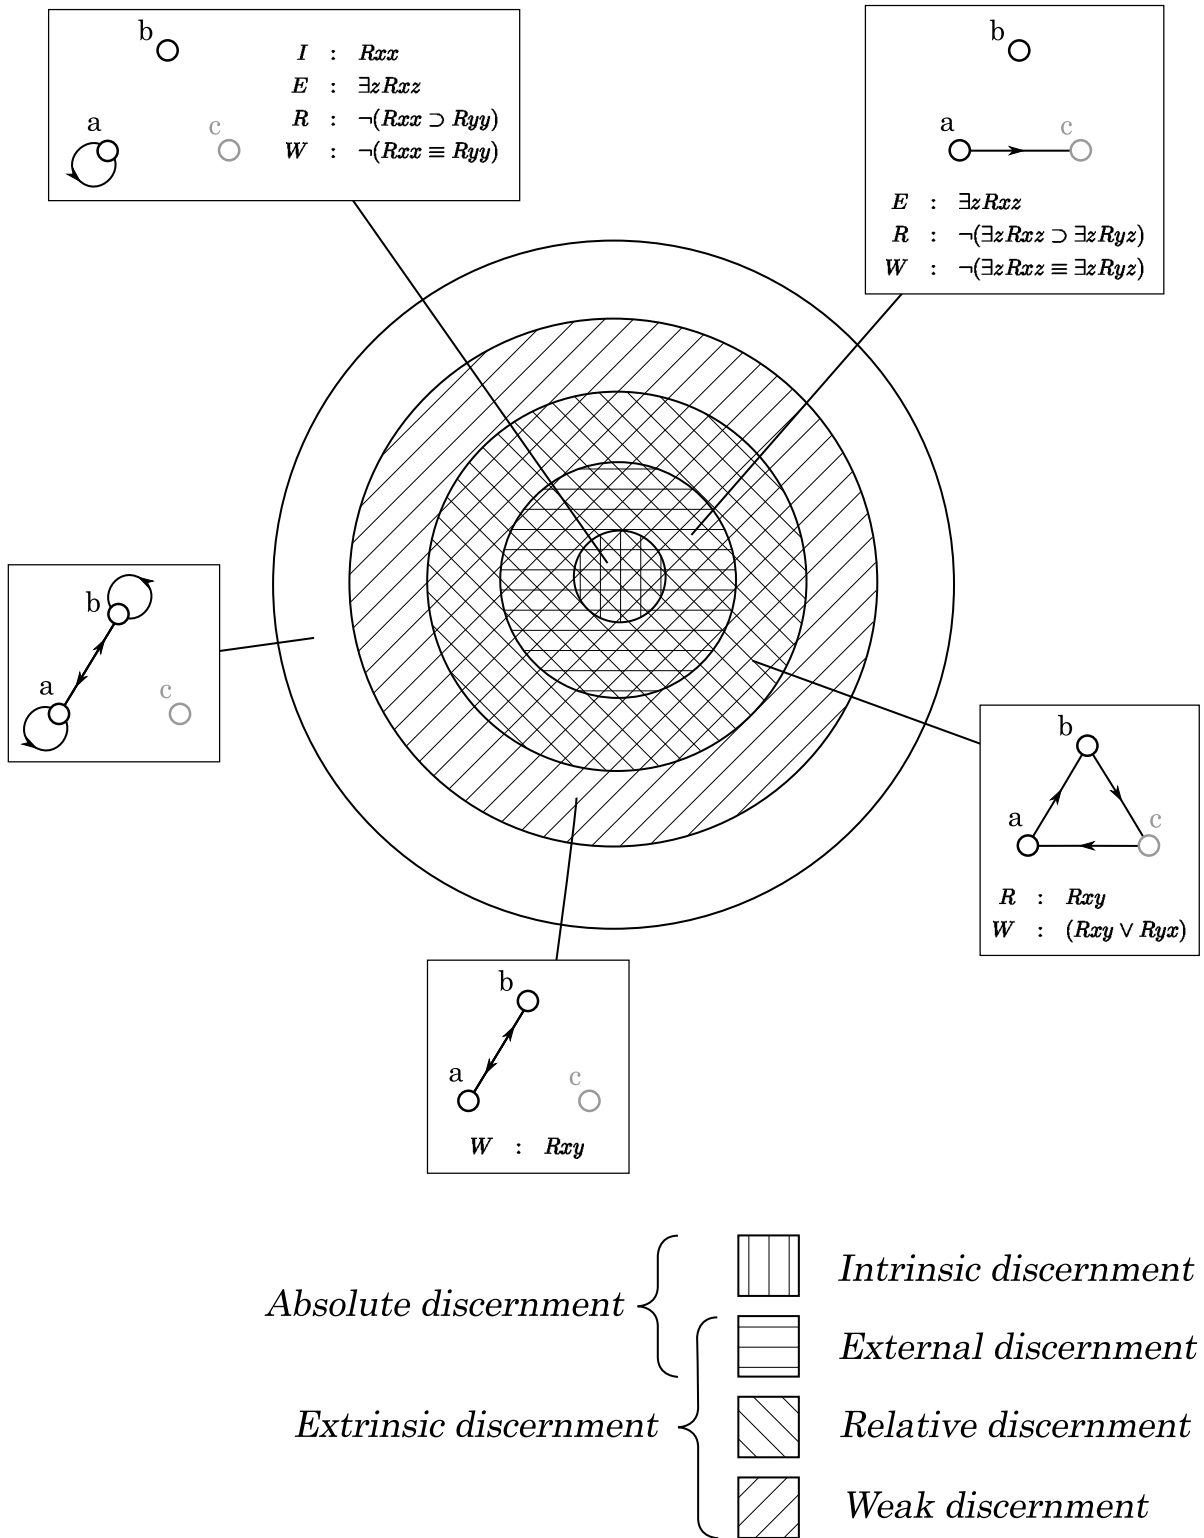 b
I : Rxx
E : ∃zRxz
R : ¬(Rxx ⊃ Ryy)
W : ¬(Rxx ≡ Ryy)
a
c
b
a
c
E : ∃zRxz
R : ¬(∃zRxz ⊃ ∃zRyz)
W : ¬(∃zRxz ≡ ∃zRyz)
b
a
c
b
a
c
R : Rxy
W : (Rxy ∨ Ryx)
b
a
c
W : Rxy
Absolute discernment
Extrinsic discernment
Intrinsic discernment
External discernment
Relative discernment
Weak discernment